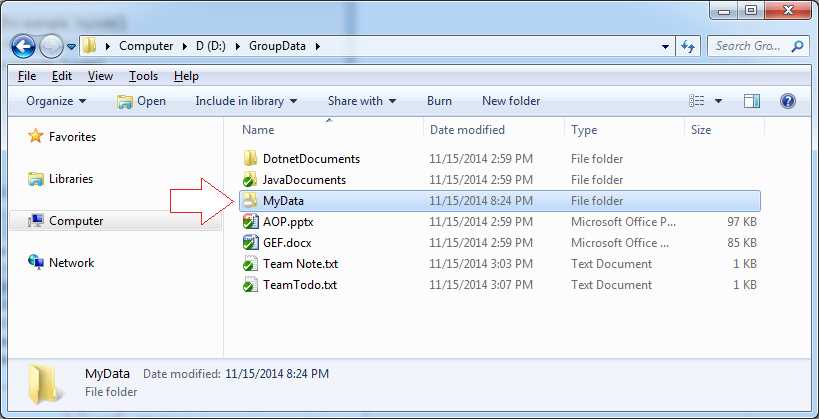 Computer ▸ D (D:) ▸ GroupData ▸
Search Gro...
File Edit View Tools Help
Organize Open Include in library Share with Burn New folder
Favorites
Libraries
Computer
Network
Name Date modified Type Size
DotnetDocuments 11/15/2014 2:59 PM File folder
JavaDocuments 11/15/2014 2:59 PM File folder
MyData 11/15/2014 8:24 PM File folder
AOP.pptx 11/15/2014 2:59 PM Microsoft Office P... 97 KB
GEF.docx 11/15/2014 2:59 PM Microsoft Office ... 85 KB
Team Note.txt 11/15/2014 3:03 PM Text Document 1 KB
TeamTodo.txt 11/15/2014 3:07 PM Text Document 1 KB
MyData Date modified: 11/15/2014 8:24 PM
File folder